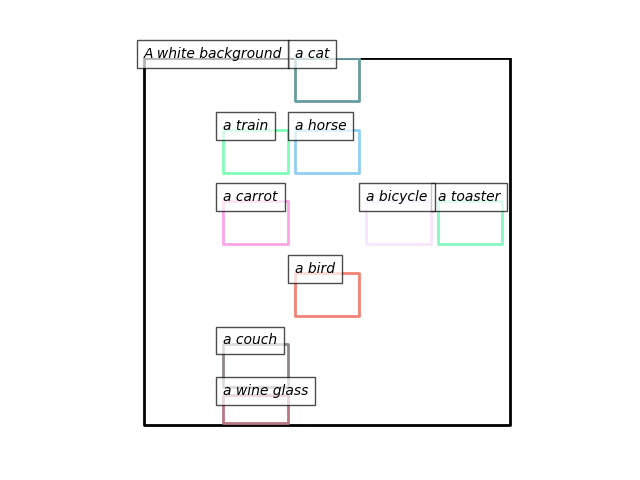 A white background
a cat
a train
a horse
a carrot
a bicycle
a toaster
a bird
a couch
a wine glass